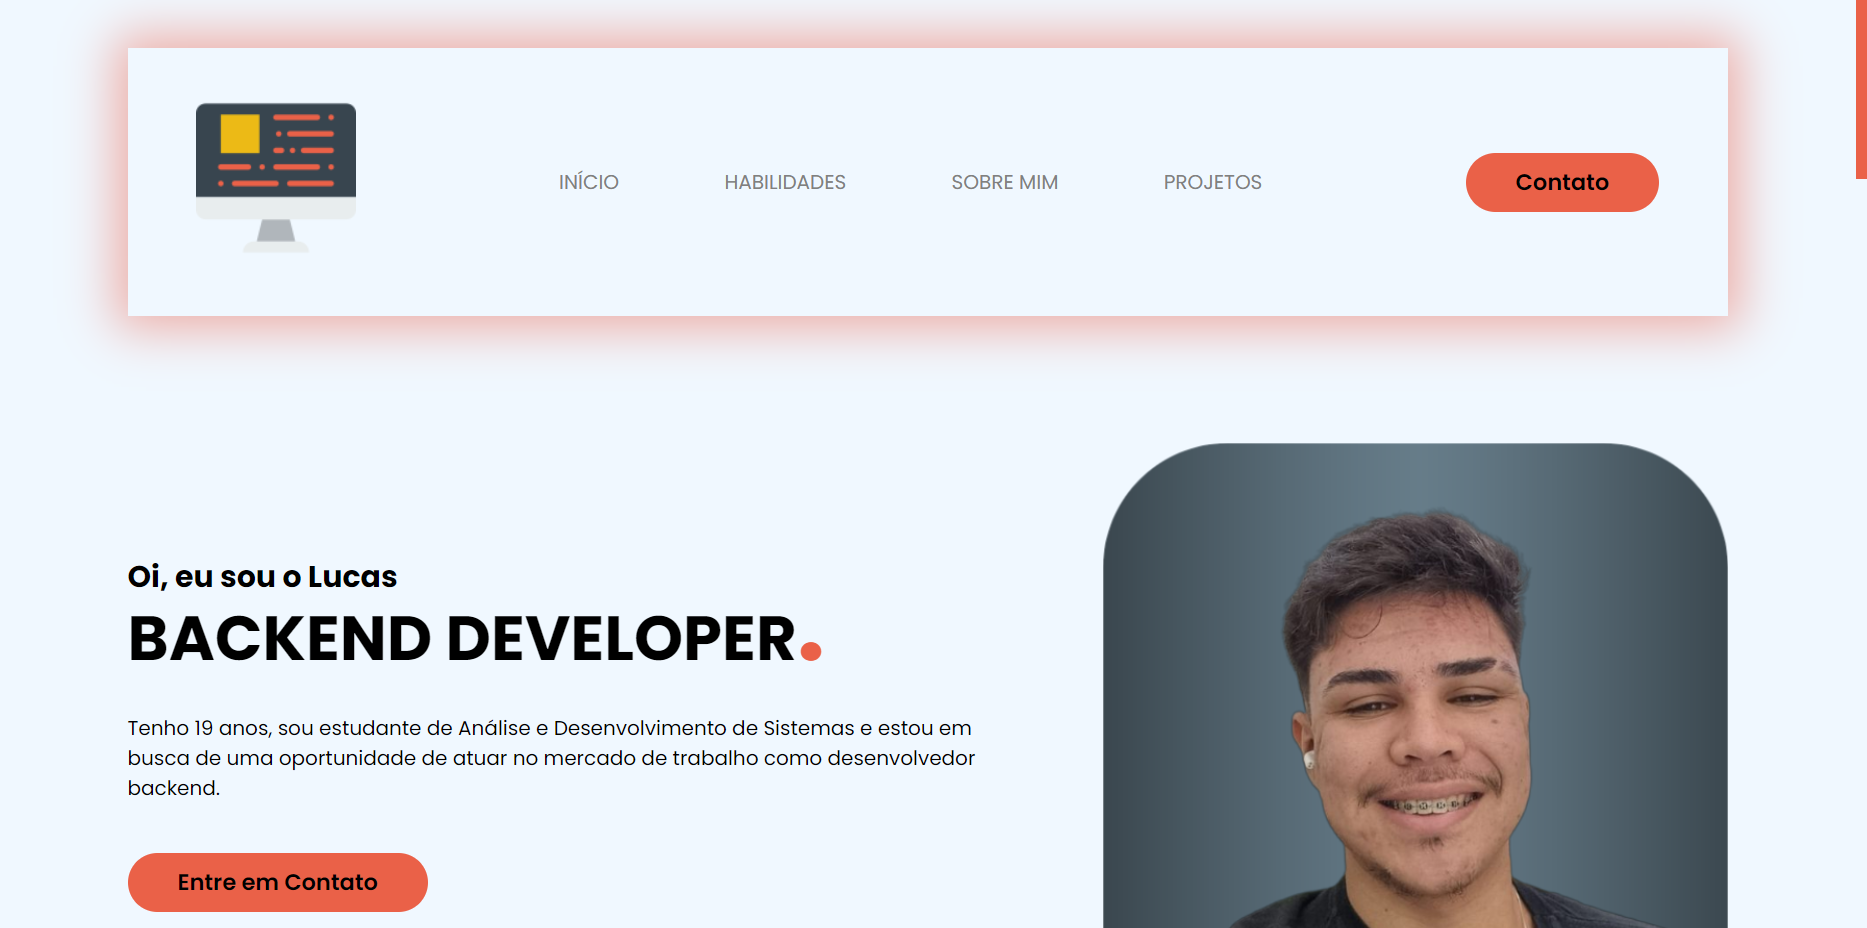 INÍCIO
HABILIDADES
SOBRE MIM
PROJETOS
Contato
Oi, eu sou o Lucas
BACKEND DEVELOPER.
Tenho 19 anos, sou estudante de Análise e Desenvolvimento de Sistemas e estou em
busca de uma oportunidade de atuar no mercado de trabalho como desenvolvedor
backend.
Entre em Contato